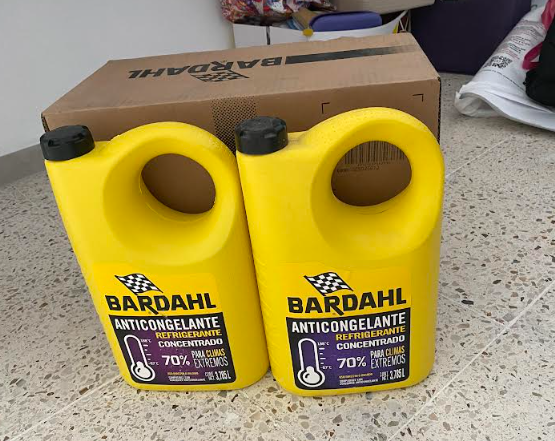 BARDAHL
BARDAHL
ANTICONGELANTE
REFRIGERANTE
CONCENTRADO
70% PARA CLIMAS
EXTREMOS
3,785 L
BARDAHL
ANTICONGELANTE
REFRIGERANTE
CONCENTRADO
70% PARA CLIMAS
EXTREMOS
3,785 L